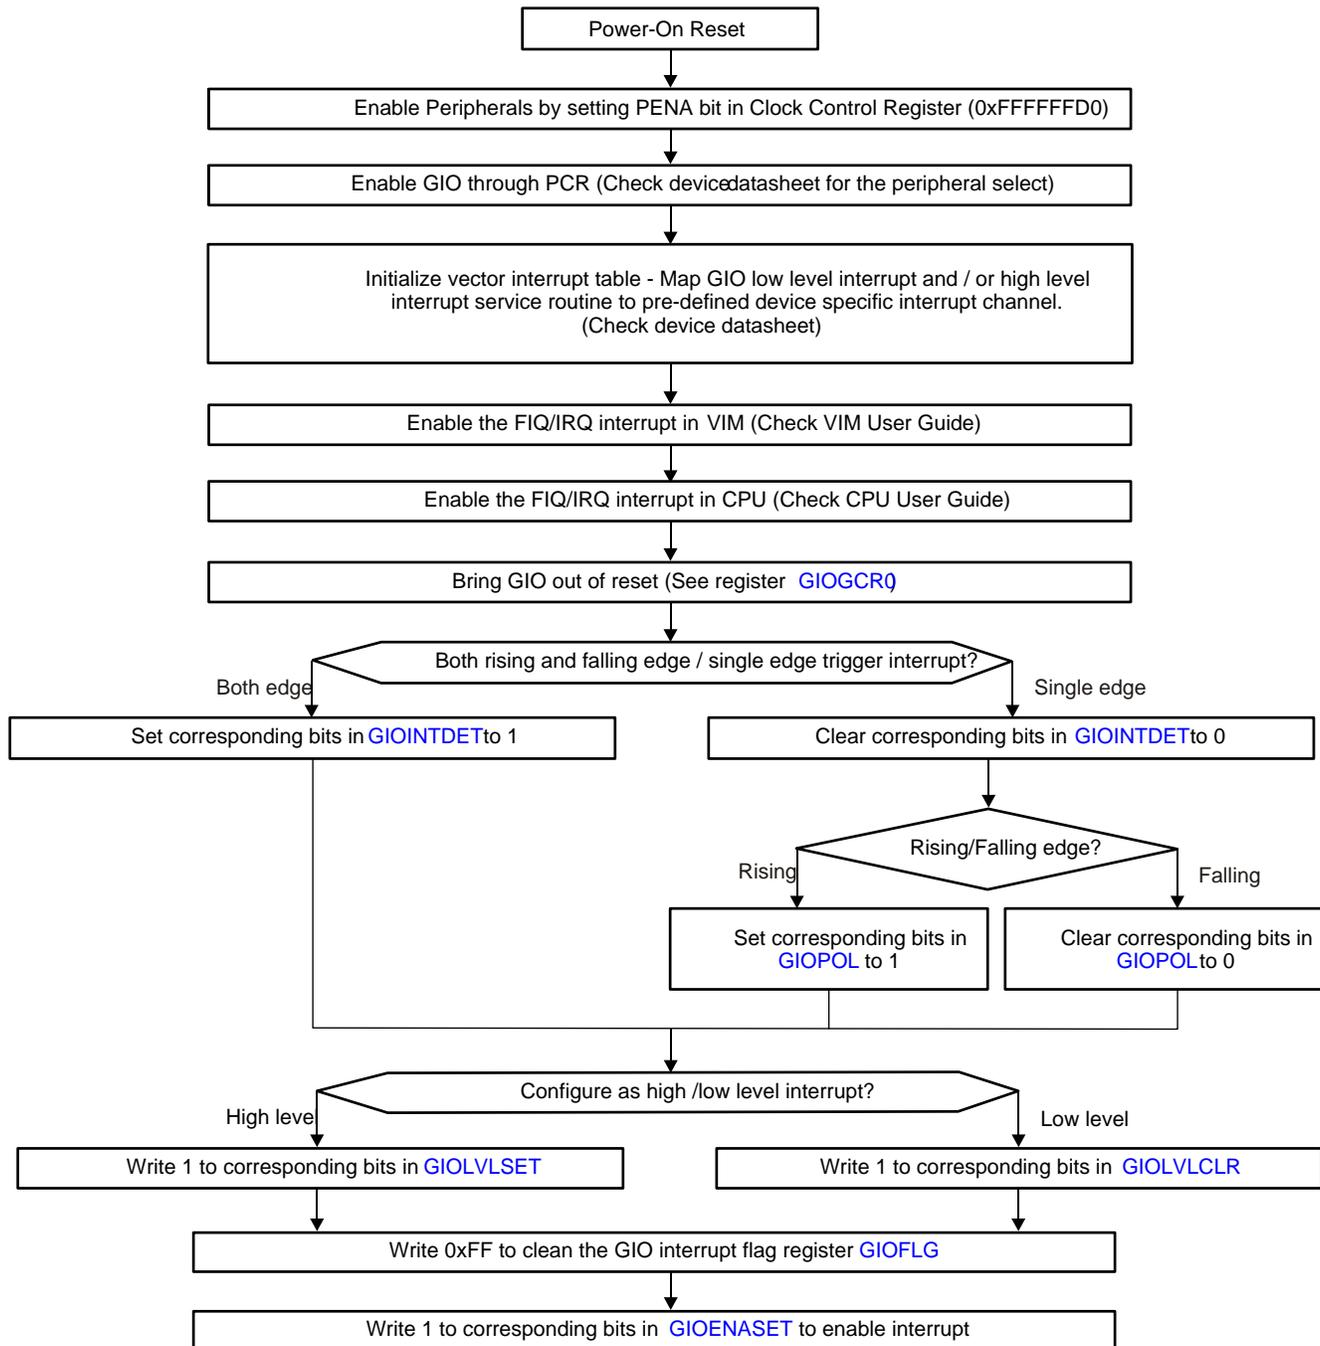 Power-On Reset
Enable Peripherals by setting PENA bit in Clock Control Register (0xFFFFFFD0)
Enable GIO through PCR (Check devicedatasheet for the peripheral select)
Initialize vector interrupt table - Map GIO low level interrupt and / or high level
interrupt service routine to pre-defined device specific interrupt channel.
(Check device datasheet)
Enable the FIQ/IRQ interrupt in VIM (Check VIM User Guide)
Enable the FIQ/IRQ interrupt in CPU (Check CPU User Guide)
Bring GIO out of reset (See register GIOGCR0)
Both rising and falling edge / single edge trigger interrupt?
Both edge
Single edge
Set corresponding bits in GIOINTDET to 1
Clear corresponding bits in GIOINTDET to 0
Rising/Falling edge?
Rising
Falling
Set corresponding bits in
GIOPOL to 1
Clear corresponding bits in
GIOPOL to 0
Configure as high /low level interrupt?
High level
Low level
Write 1 to corresponding bits in GIOLVLSET
Write 1 to corresponding bits in GIOLVLCLR
Write 0xFF to clean the GIO interrupt flag register GIOFLG
Write 1 to corresponding bits in GIOENASET to enable interrupt